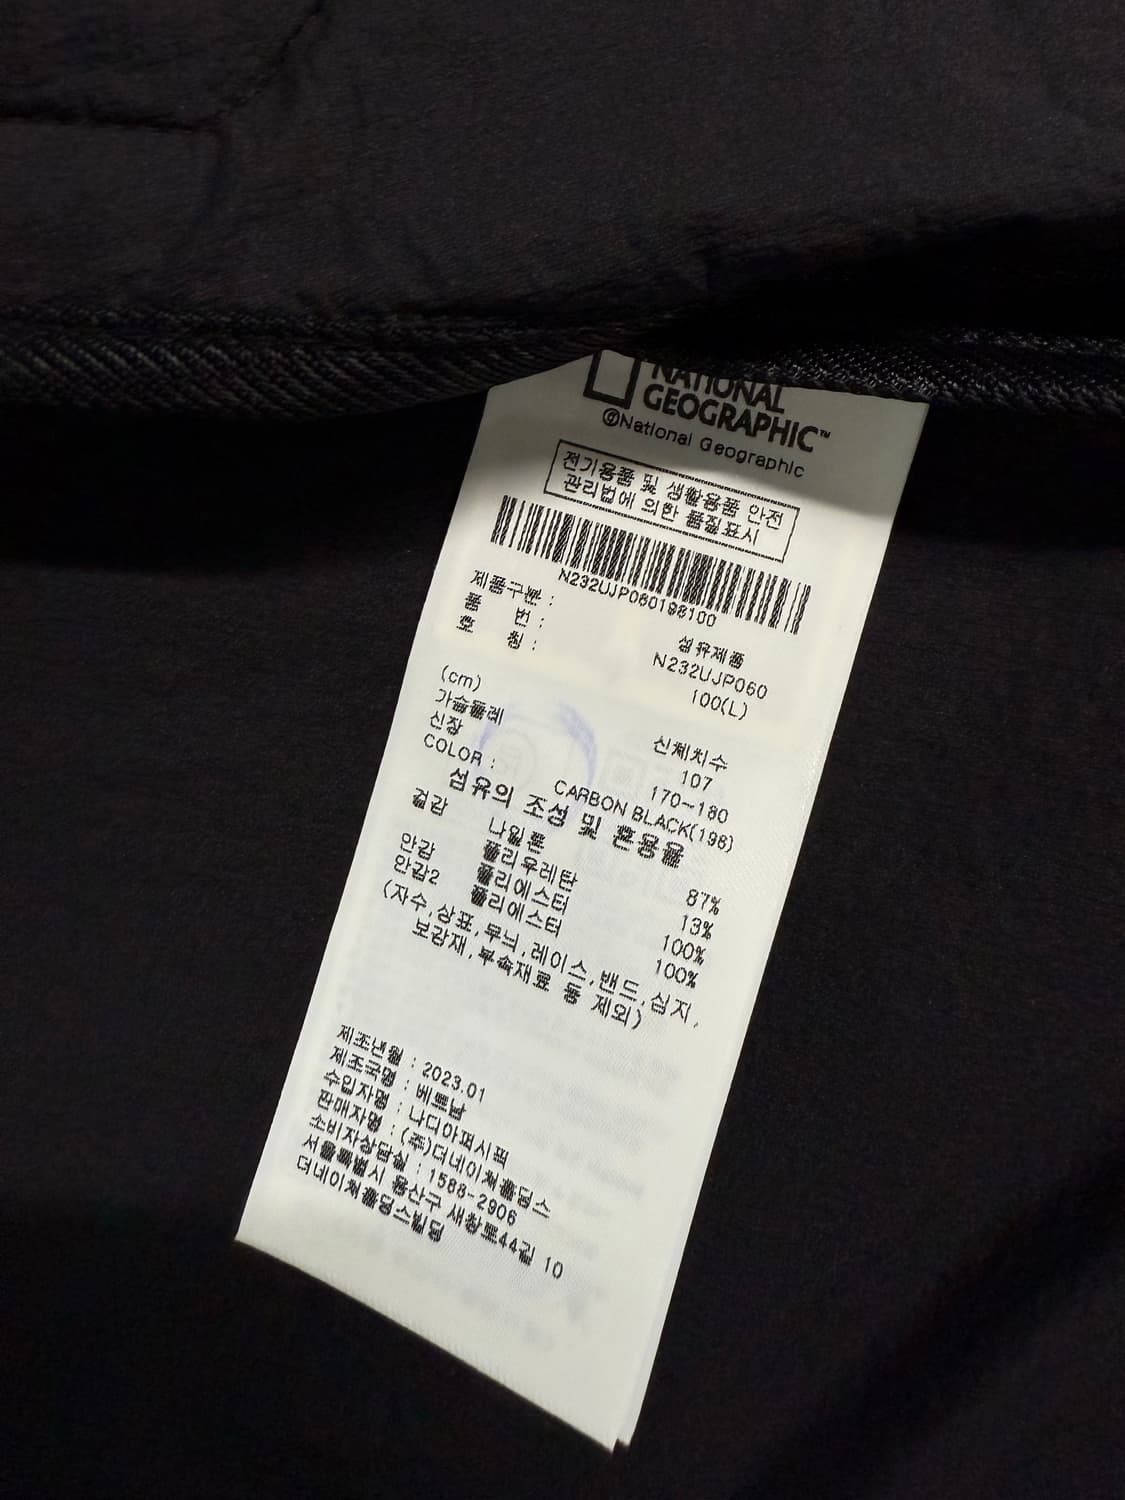 NATIONAL
GEOGRAPHIC™
©National Geographic
전기용품 및 생활용품 안전
관리법에 의한 품질표시
N232UJP060198100
제품구분 : 섬유제품
품 번 : N232UJP060
호 칭 : 100(L)
(cm) 신체치수
가슴둘레 107
신장 170~180
COLOR : CARBON BLACK(198)
섬유의 조성 및 혼용율
겉감 나일론 87%
폴리우레탄 13%
안감 폴리에스터 100%
안감2 폴리에스터 100%
(자수,상표,무늬,레이스,밴드,심지,
보강재,부속재료 등 제외)
제조년월 : 2023.01
제조국명 : 베트남
수입자명 : 나디아퍼시픽
판매자명 : (주)더네이쳐홀딩스
소비자상담실 : 1588-2906
서울특별시 용산구 새창로44길 10
더네이쳐홀딩스빌딩